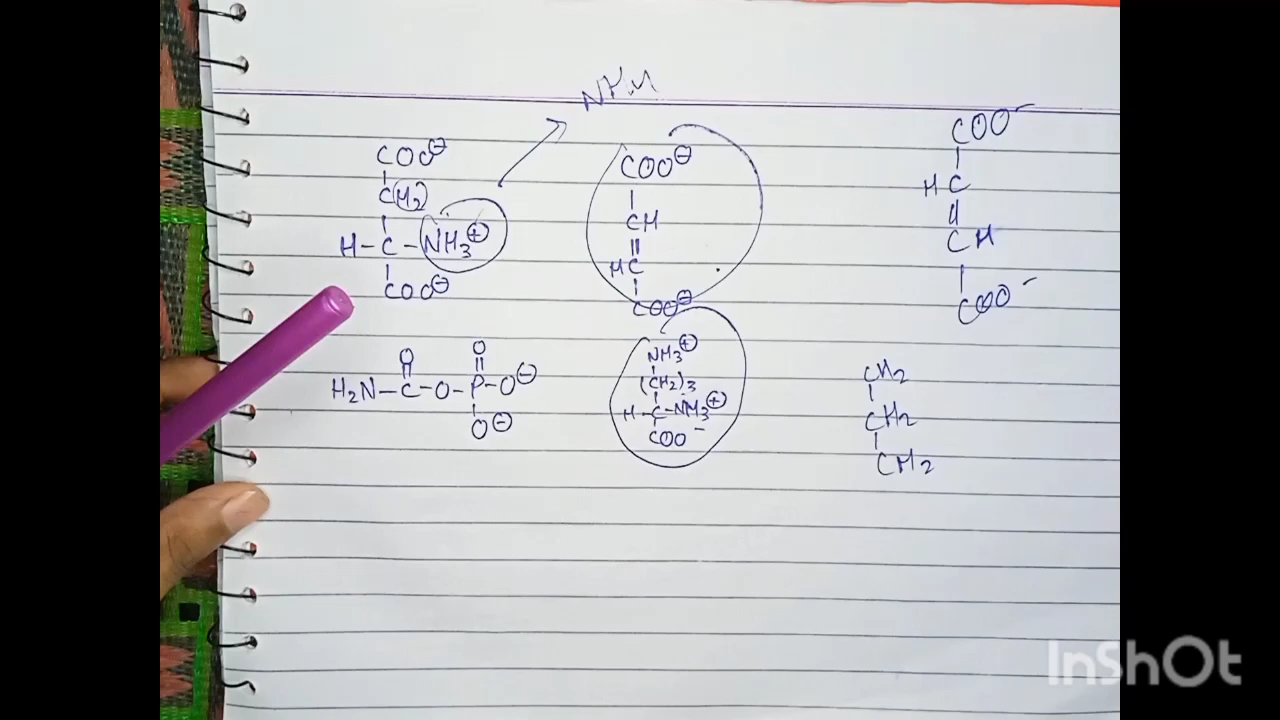 COO⊖
CH2
H-C-NH3⊕
COO⊖
COO⊖
CH
||
HC
COO⊖
COO-
HC
||
CH
COO-
O O
|| ||
H2N-C-O-P-O⊖
O⊖
NH3⊕
(CH2)3
H-C-NH3⊕
COO-
CH2
CH2
CH2
InShOt